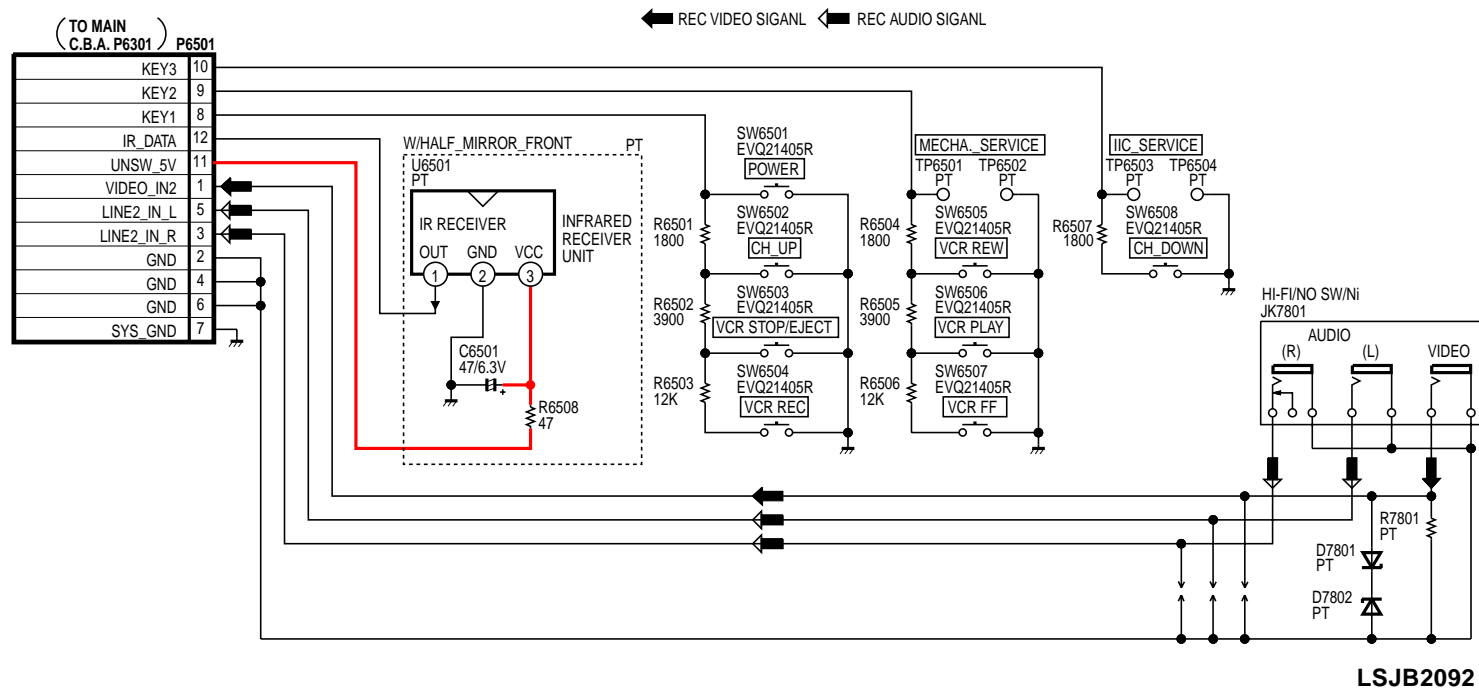 REC VIDEO SIGANL
REC AUDIO SIGANL
(TO MAIN
C.B.A. P6301)
P6501
KEY3 10
KEY2 9
KEY1 8
IR_DATA 12
UNSW_5V 11
VIDEO_IN2 1
LINE2_IN_L 5
LINE2_IN_R 3
GND 2
GND 4
GND 6
SYS_GND 7
W/HALF_MIRROR_FRONT
PT
U6501
PT
IR RECEIVER
OUT GND VCC
1 2 3
INFRARED
RECEIVER
UNIT
C6501
47/6.3V
+
R6508
47
SW6501
EVQ21405R
POWER
R6501
1800
SW6502
EVQ21405R
CH_UP
R6502
3900
SW6503
EVQ21405R
VCR STOP/EJECT
R6503
12K
SW6504
EVQ21405R
VCR REC
MECHA._SERVICE
TP6501 TP6502
PT PT
R6504
1800
SW6505
EVQ21405R
VCR REW
R6505
3900
SW6506
EVQ21405R
VCR PLAY
R6506
12K
SW6507
EVQ21405R
VCR FF
IIC_SERVICE
TP6503 TP6504
PT PT
R6507
1800
SW6508
EVQ21405R
CH_DOWN
HI-FI/NO SW/Ni
JK7801
AUDIO
(R) (L) VIDEO
R7801
PT
D7801
PT
D7802
PT
LSJB2092